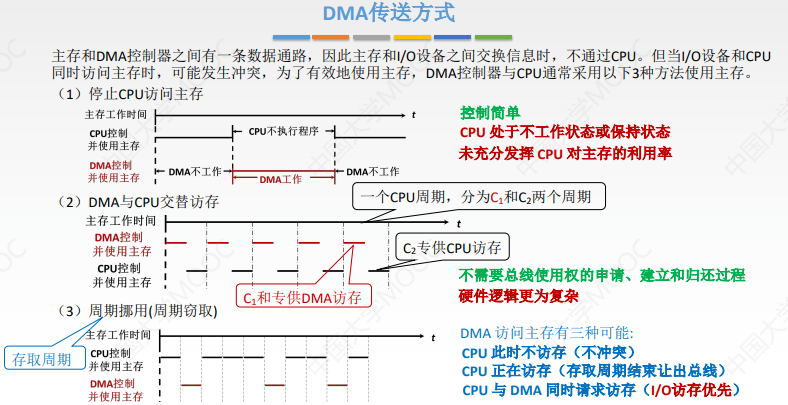 DMA传送方式
主存和DMA控制器之间有一条数据通路，因此主存和I/O设备之间交换信息时，不通过CPU。但当I/O设备和CPU
同时访问主存时，可能发生冲突，为了有效地使用主存，DMA控制器与CPU通常采用以下3种方法使用主存。
（1）停止CPU访问主存
主存工作时间
t
CPU控制
并使用主存
CPU不执行程序
DMA控制
并使用主存
DMA不工作
DMA工作
DMA不工作
控制简单
CPU 处于不工作状态或保持状态
未充分发挥 CPU 对主存的利用率
（2）DMA与CPU交替访存
一个CPU周期，分为C1和C2两个周期
主存工作时间
t
DMA控制
并使用主存
C2专供CPU访存
CPU控制
并使用主存
C1和专供DMA访存
不需要总线使用权的申请、建立和归还过程
硬件逻辑更为复杂
（3）周期挪用(周期窃取)
主存工作时间
t
存取周期
CPU控制
并使用主存
DMA控制
并使用主存
DMA 访问主存有三种可能:
CPU 此时不访存（不冲突）
CPU 正在访存（存取周期结束让出总线）
CPU 与 DMA 同时请求访存（I/O访存优先）
中国大学MOOC